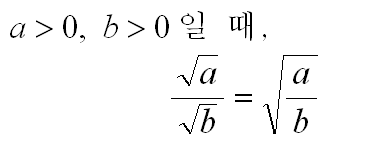 a > 0, b > 0 일 때,
√a / √b = √(a / b)